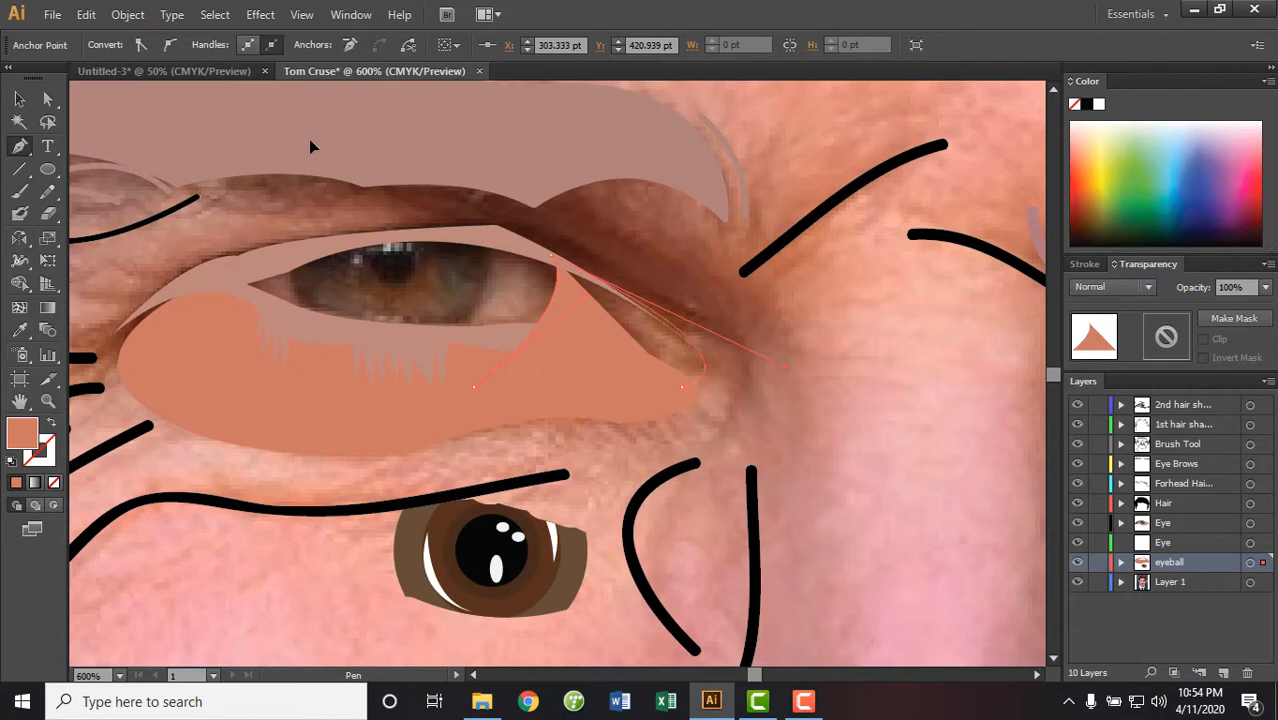 Ai File Edit Object Type Select Effect View Window Help Br Essentials
Anchor Point Convert: Handles: Anchors: X: 303.333 pt Y: 420.939 pt W: 0 pt H: 0 pt
Untitled-3* @ 50% (CMYK/Preview) Tom Cruse* @ 600% (CMYK/Preview)
Color
Stroke Transparency
Normal Opacity: 100%
Make Mask
Clip
Invert Mask
Layers
2nd hair sh...
1st hair sha...
Brush Tool
Eye Brows
Forhead Hai...
Hair
Eye
Eye
eyeball
Layer 1
600% 1 Pen 10 Layers
Type here to search
10:54 PM
4/11/2020
4